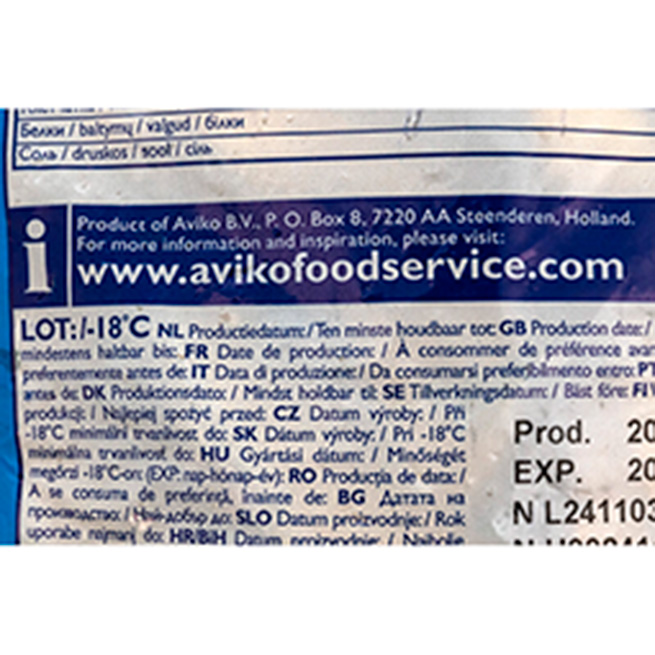 Белки / baltymų / valgud / білки
Соль / druskos / sool / сіль
i
Product of Aviko B.V., P. O. Box 8, 7220 AA Steenderen, Holland.
For more information and inspiration, please visit:
www.avikofoodservice.com
LOT:/-18°C NL Productiedatum:/Ten minste houdbaar tot: GB Production date:/
mindestens haltbar bis: FR Date de production: / À consommer de préférence avan
preferentemente antes de: IT Data di produzione:/ Da consumarsi preferibilmento entro: PT
antes de: DK Produktionsdato: / Mindst holdbar til: SE Tillverkningsdatum: / Bäst före: FI V
produkcji: / Najlepiej spożyć przed: CZ Datum výroby: / Při
-18°C minimální trvanlivost do: SK Dátum výroby: / Pri -18°C
minimálna trvanlivosť do: HU Gyártási dátum: / Minőségét
megőrzi -18°C-on: (EXP: nap-hónap-év): RO Producția de data: /
A se consuma de preferință, înainte de: BG Датата на
производство: / Най-добър до: SLO Datum proizvodnje: / Rok
uporabe najmanj do: HR/BiH Datum proizvodnje: / Najbolje
Prod. 20
EXP. 20
N L241103